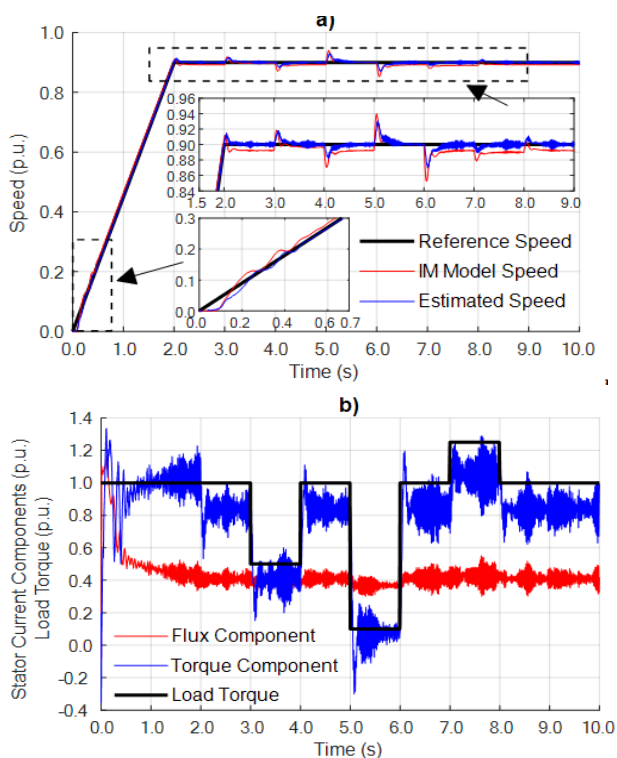 a)
1.0
0.8
0.6
0.4
0.2
0.0
Speed (p.u.)
0.96
0.94
0.92
0.90
0.88
0.86
0.84
1.5 2.0 3.0 4.0 5.0 6.0 7.0 8.0 9.0
0.3
0.2
0.1
0.0
0.0 0.2 0.4 0.6 0.7
Reference Speed
IM Model Speed
Estimated Speed
0.0 1.0 2.0 3.0 4.0 5.0 6.0 7.0 8.0 9.0 10.0
Time (s)
b)
1.4
1.2
1.0
0.8
0.6
0.4
0.2
0.0
-0.2
-0.4
Stator Current Components (p.u.)
Load Torque (p.u.)
Flux Component
Torque Component
Load Torque
0.0 1.0 2.0 3.0 4.0 5.0 6.0 7.0 8.0 9.0 10.0
Time (s)